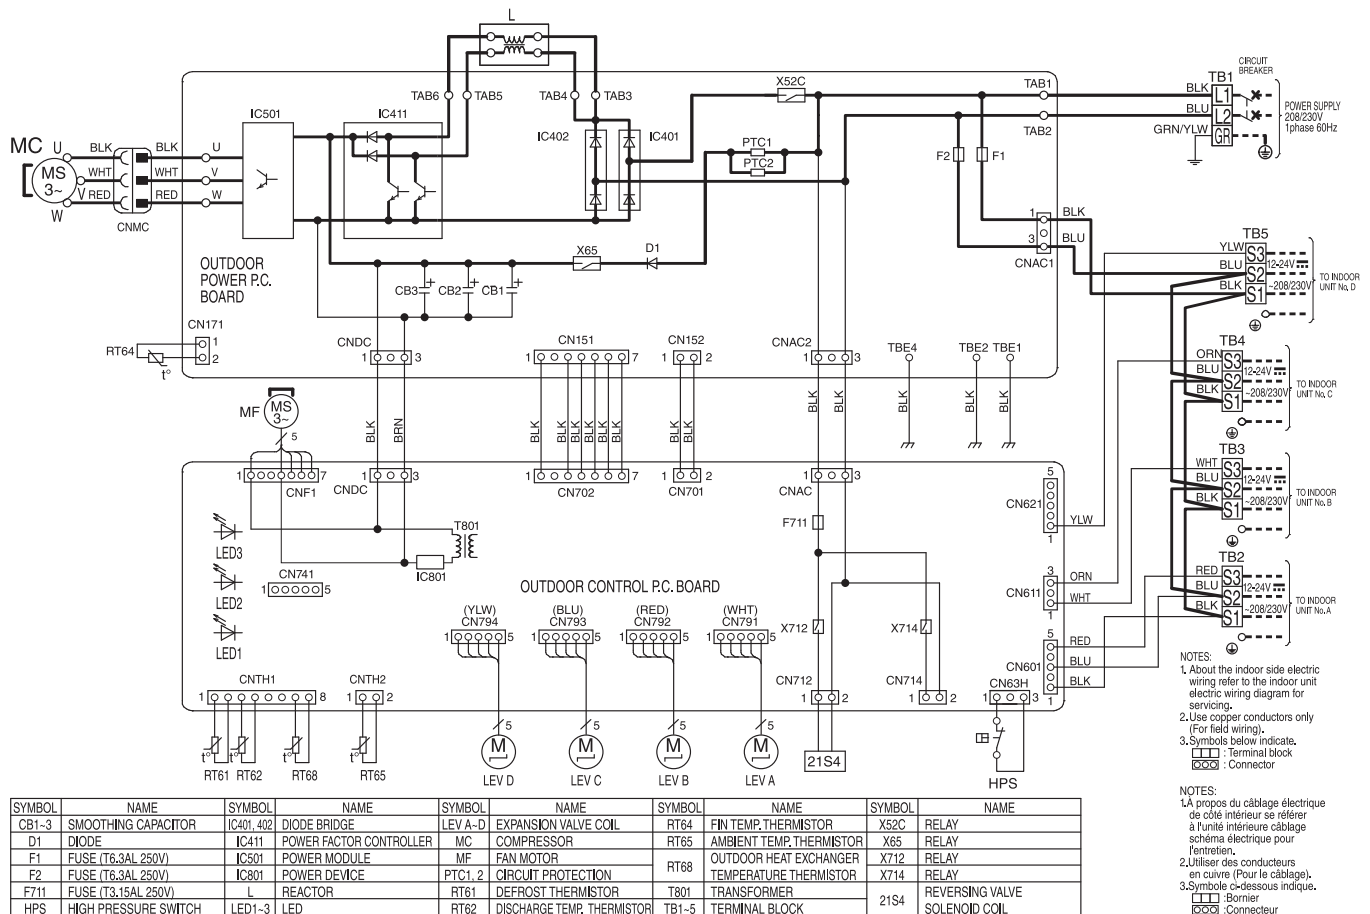 L
X52C
TAB1
TAB2
TAB6
TAB5
TAB4
TAB3
IC501
IC411
IC402
IC401
PTC1
PTC2
F2
F1
TB1
CIRCUIT
BREAKER
BLK
L1
BLU
L2
GRN/YLW
GR
POWER SUPPLY
208/230V
1phase 60Hz
MC
MS
3~
U
V
W
BLK
WHT
RED
CNMC
BLK
WHT
RED
U
V
W
OUTDOOR
POWER P.C.
BOARD
X65
D1
CB3
+
CB2
+
CB1
+
1
3
CNAC1
BLK
BLU
TB5
YLW
S3
12-24V
BLU
S2
BLK
S1
~208/230V
TO INDOOR
UNIT No. D
TB4
ORN
S3
12-24V
BLU
S2
BLK
S1
~208/230V
TO INDOOR
UNIT No. C
TB3
WHT
S3
12-24V
BLU
S2
BLK
S1
~208/230V
TO INDOOR
UNIT No. B
TB2
RED
S3
12-24V
BLU
S2
BLK
S1
~208/230V
TO INDOOR
UNIT No. A
CN171
1
2
RT64
t°
CNDC
1 3
CN151
1 7
CN152
1 2
CNAC2
1 3
TBE4
TBE2
TBE1
BLK
BRN
BLK
BLK
BLK
BLK
BLK
BLK
BLK
BLK
BLK
BLK
BLK
BLK
BLK
MF
MS
3~
5
1 7
CNF1
1 3
CNDC
1 7
CN702
1 2
CN701
1 3
CNAC
F711
T801
IC801
LED3
LED2
LED1
CN741
1 5
OUTDOOR CONTROL P.C. BOARD
5
CN621
1
YLW
3
CN611
1
ORN
WHT
5
CN601
1
RED
BLU
BLK
(YLW)
CN794
1 5
(BLU)
CN793
1 5
(RED)
CN792
1 5
(WHT)
CN791
1 5
X712
X714
CNTH1
1 8
CNTH2
1 2
CN712
1 2
CN714
1 2
CN63H
1 3
t°
RT61
RT62
t°
RT68
t°
RT65
5
M
LEV D
5
M
LEV C
5
M
LEV B
5
M
LEV A
21S4
HPS
NOTES:
1. About the indoor side electric
wiring refer to the indoor unit
electric wiring diagram for
servicing.
2. Use copper conductors only
(For field wiring).
3. Symbols below indicate.
: Terminal block
: Connector
NOTES:
1. À propos du câblage électrique
de côté intérieur se référer
à l'unité intérieure câblage
schéma électrique pour
l'entretien.
2. Utiliser des conducteurs
en cuivre (Pour le câblage).
3. Symbole ci-dessous indique.
:Bornier
:Connecteur
SYMBOL NAME SYMBOL NAME SYMBOL NAME SYMBOL NAME SYMBOL NAME
CB1~3 SMOOTHING CAPACITOR IC401, 402 DIODE BRIDGE LEV A~D EXPANSION VALVE COIL RT64 FIN TEMP. THERMISTOR X52C RELAY
D1 DIODE IC411 POWER FACTOR CONTROLLER MC COMPRESSOR RT65 AMBIENT TEMP. THERMISTOR X65 RELAY
F1 FUSE (T6.3AL 250V) IC501 POWER MODULE MF FAN MOTOR RT68 OUTDOOR HEAT EXCHANGER X712 RELAY
F2 FUSE (T6.3AL 250V) IC801 POWER DEVICE PTC1, 2 CIRCUIT PROTECTION TEMPERATURE THERMISTOR X714 RELAY
F711 FUSE (T3.15AL 250V) L REACTOR RT61 DEFROST THERMISTOR T801 TRANSFORMER 21S4 REVERSING VALVE
HPS HIGH PRESSURE SWITCH LED1~3 LED RT62 DISCHARGE TEMP. THERMISTOR TB1~5 TERMINAL BLOCK SOLENOID COIL